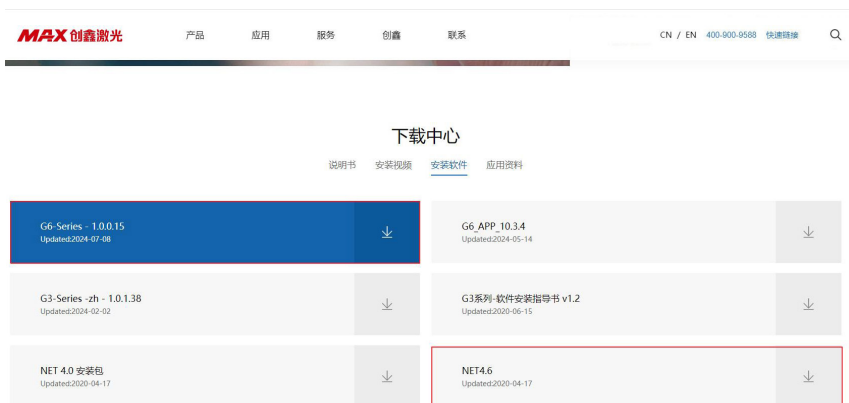 MAX 创鑫激光
产品 应用 服务 创鑫 联系 CN / EN 400-900-9588 快速链接
下载中心
说明书 安装视频 安装软件 应用资料
G6-Series - 1.0.0.15
Updated:2024-07-08
G6_APP_10.3.4
Updated:2024-05-14
G3-Series -zh - 1.0.1.38
Updated:2024-02-02
G3系列-软件安装指导书 v1.2
Updated:2020-06-15
NET 4.0 安装包
Updated:2020-04-17
NET4.6
Updated:2020-04-17